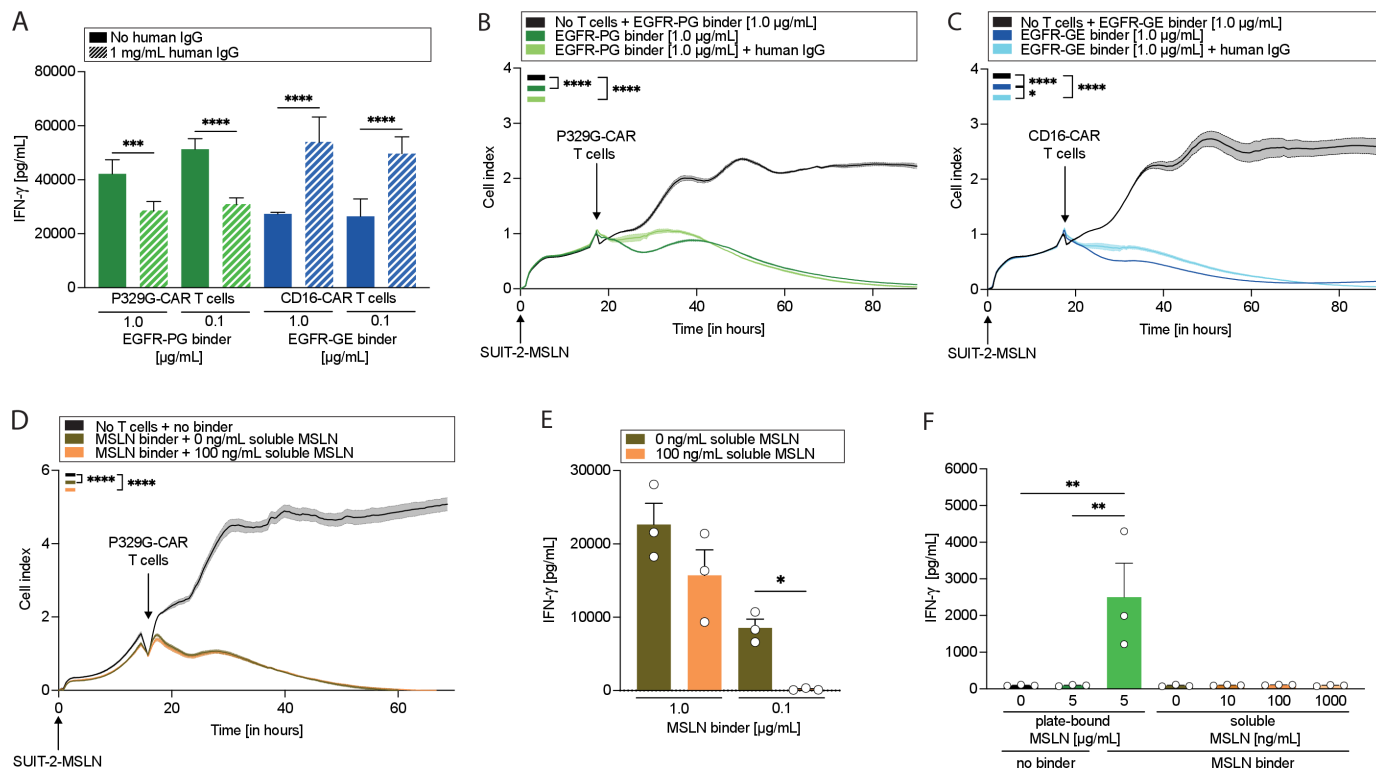 A
No human IgG
1 mg/mL human IgG
80000
60000
40000
20000
0
IFN-γ [pg/mL]
***
****
****
****
P329G-CAR T cells
CD16-CAR T cells
1.0
0.1
1.0
0.1
EGFR-PG binder
[µg/mL]
EGFR-GE binder
[µg/mL]
B
No T cells + EGFR-PG binder [1.0 µg/mL]
EGFR-PG binder [1.0 µg/mL]
EGFR-PG binder [1.0 µg/mL] + human IgG
4
3
2
1
0
Cell index
****
****
P329G-CAR
T cells
0
20
40
60
80
Time [in hours]
SUIT-2-MSLN
C
No T cells + EGFR-GE binder [1.0 µg/mL]
EGFR-GE binder [1.0 µg/mL]
EGFR-GE binder [1.0 µg/mL] + human IgG
4
3
2
1
0
Cell index
****
*
****
CD16-CAR
T cells
0
20
40
60
80
Time [in hours]
SUIT-2-MSLN
D
No T cells + no binder
MSLN binder + 0 ng/mL soluble MSLN
MSLN binder + 100 ng/mL soluble MSLN
6
4
2
0
Cell index
****
****
P329G-CAR
T cells
0
20
40
60
Time [in hours]
SUIT-2-MSLN
E
0 ng/mL soluble MSLN
100 ng/mL soluble MSLN
30000
20000
10000
0
IFN-γ [pg/mL]
*
1.0
0.1
MSLN binder [µg/mL]
F
6000
5000
4000
3000
2000
1000
0
IFN-γ [pg/mL]
**
**
0
5
5
0
10
100
1000
plate-bound
MSLN [µg/mL]
soluble
MSLN [ng/mL]
no binder
MSLN binder